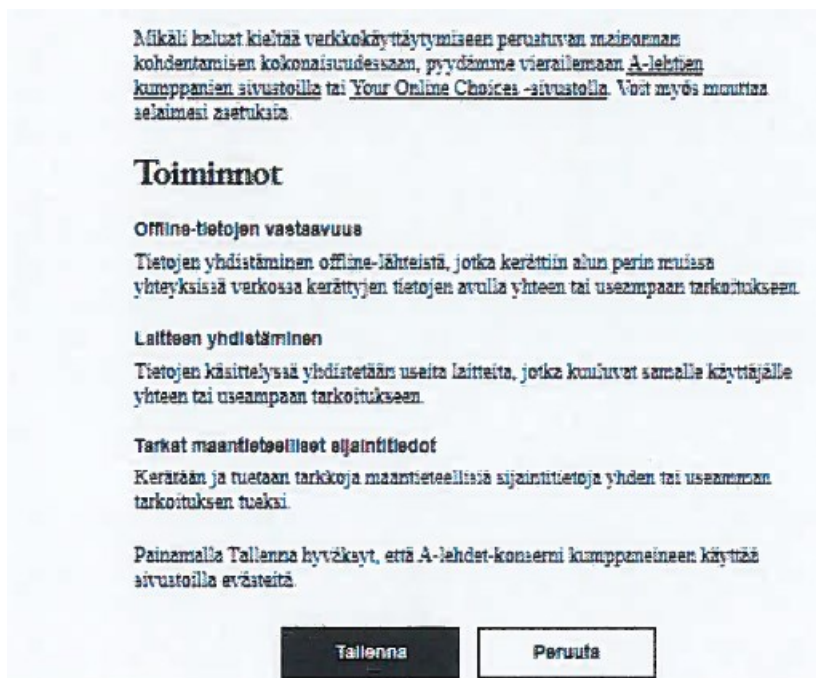 Mikäli haluat kieltää verkkokäyttäytymiseen perustuvan mainonnan
kohdentamisen kokonaisuudessaan, pyydämme vierailemaan A-lehtien
kumppanien sivustoilla tai Your Online Choices -sivustolla. Voit myös muuttaa
selaimesi asetuksia.
Toiminnot
Offline-tietojen vastaavuus
Tietojen yhdistäminen offline-lähteistä, jotka kerättiin alun perin muissa
yhteyksissä verkossa kerättyjen tietojen avulla yhteen tai useampaan tarkoitukseen.
Laitteen yhdistäminen
Tietojen käsittelyssä yhdistetään useita laitteita, jotka kuuluvat samalle käyttäjälle
yhteen tai useampaan tarkoitukseen.
Tarkat maantieteelliset sijaintitiedot
Kerätään ja tuetaan tarkkoja maantieteellisiä sijaintitietoja yhden tai useamman
tarkoituksen tueksi.
Painamalla Tallenna hyväksyt, että A-lehdet-konserni kumppaneineen käyttää
sivustoilla evästeitä.
Tallenna
Peruuta